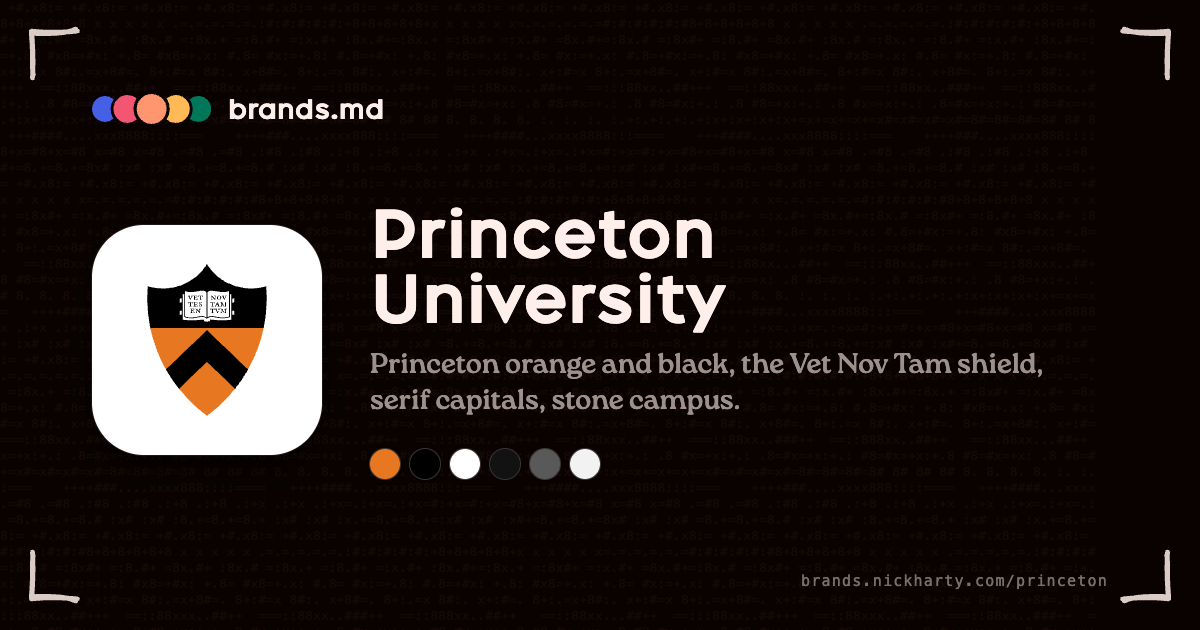 brands.md
Princeton
University
VET NOV
TES TAM
EN TVM
Princeton orange and black, the Vet Nov Tam shield,
serif capitals, stone campus.
brands.nickharty.com/princeton